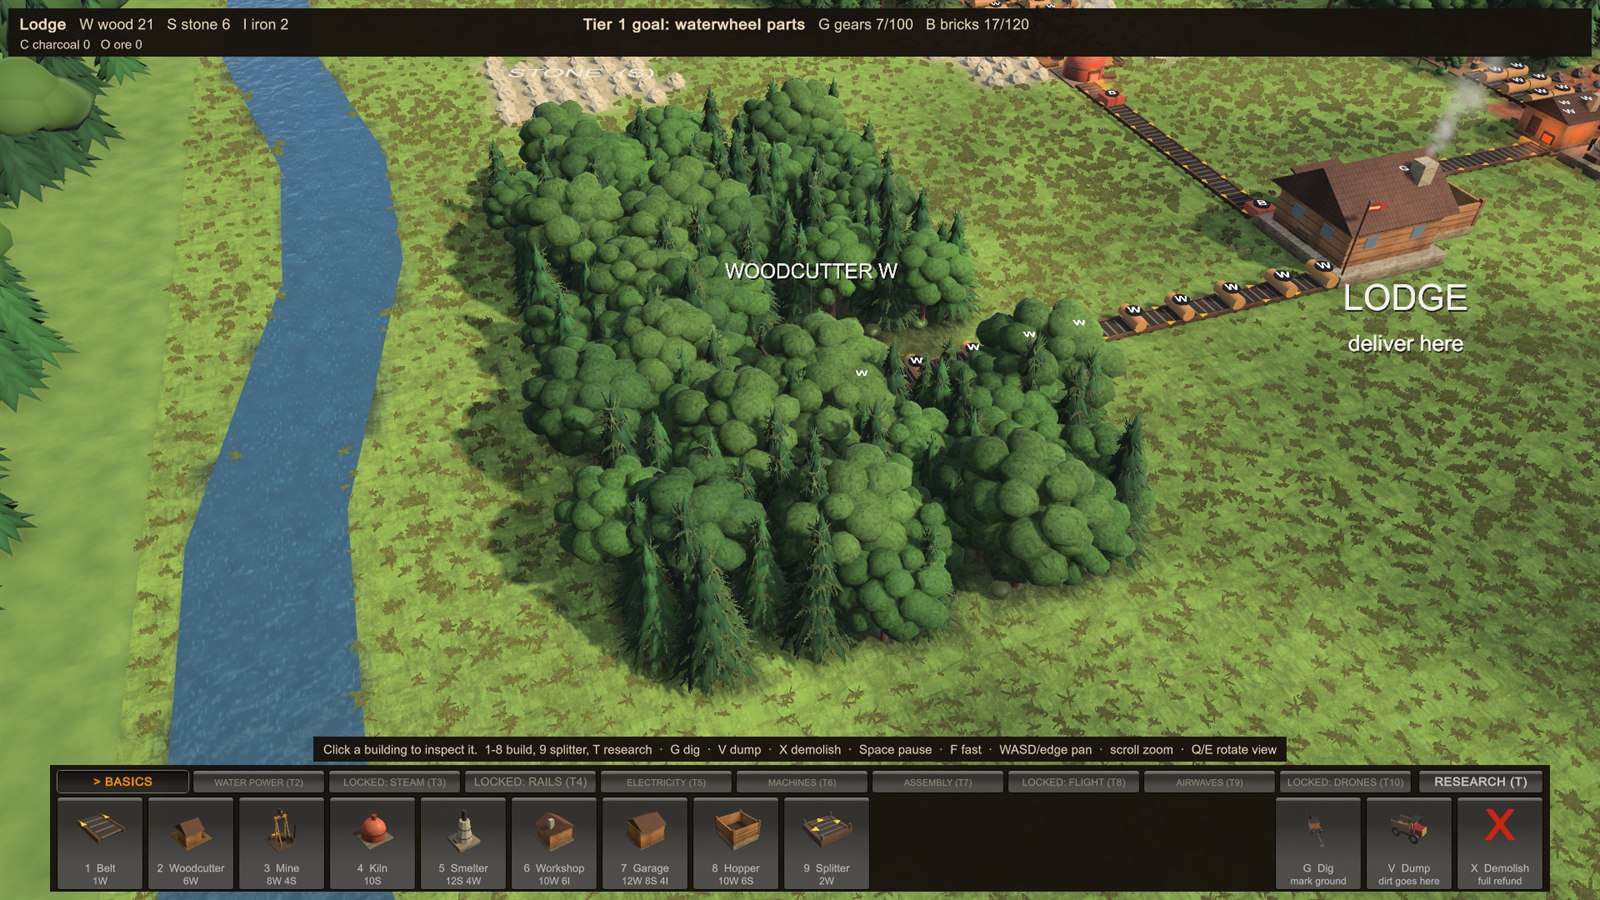 Lodge W wood 21 S stone 6 I iron 2
C charcoal 0 O ore 0
Tier 1 goal: waterwheel parts G gears 7/100 B bricks 17/120
STONE (S)
B
B
G
W W W W W
W W
WOODCUTTER W
W W W W W
W W W W
W
LODGE
deliver here
Click a building to inspect it. 1-8 build, 9 splitter, T research · G dig · V dump · X demolish · Space pause · F fast · WASD/edge pan · scroll zoom · Q/E rotate view
> BASICS
WATER POWER (T2)
LOCKED: STEAM (T3)
LOCKED: RAILS (T4)
ELECTRICITY (T5)
MACHINES (T6)
ASSEMBLY (T7)
LOCKED: FLIGHT (T8)
AIRWAVES (T9)
LOCKED: DRONES (T10)
RESEARCH (T)
1 Belt
1W
2 Woodcutter
6W
3 Mine
8W 4S
4 Kiln
10S
5 Smelter
12S 4W
6 Workshop
10W 6I
7 Garage
12W 8S 4I
8 Hopper
10W 6S
9 Splitter
2W
G Dig
mark ground
V Dump
dirt goes here
X Demolish
full refund